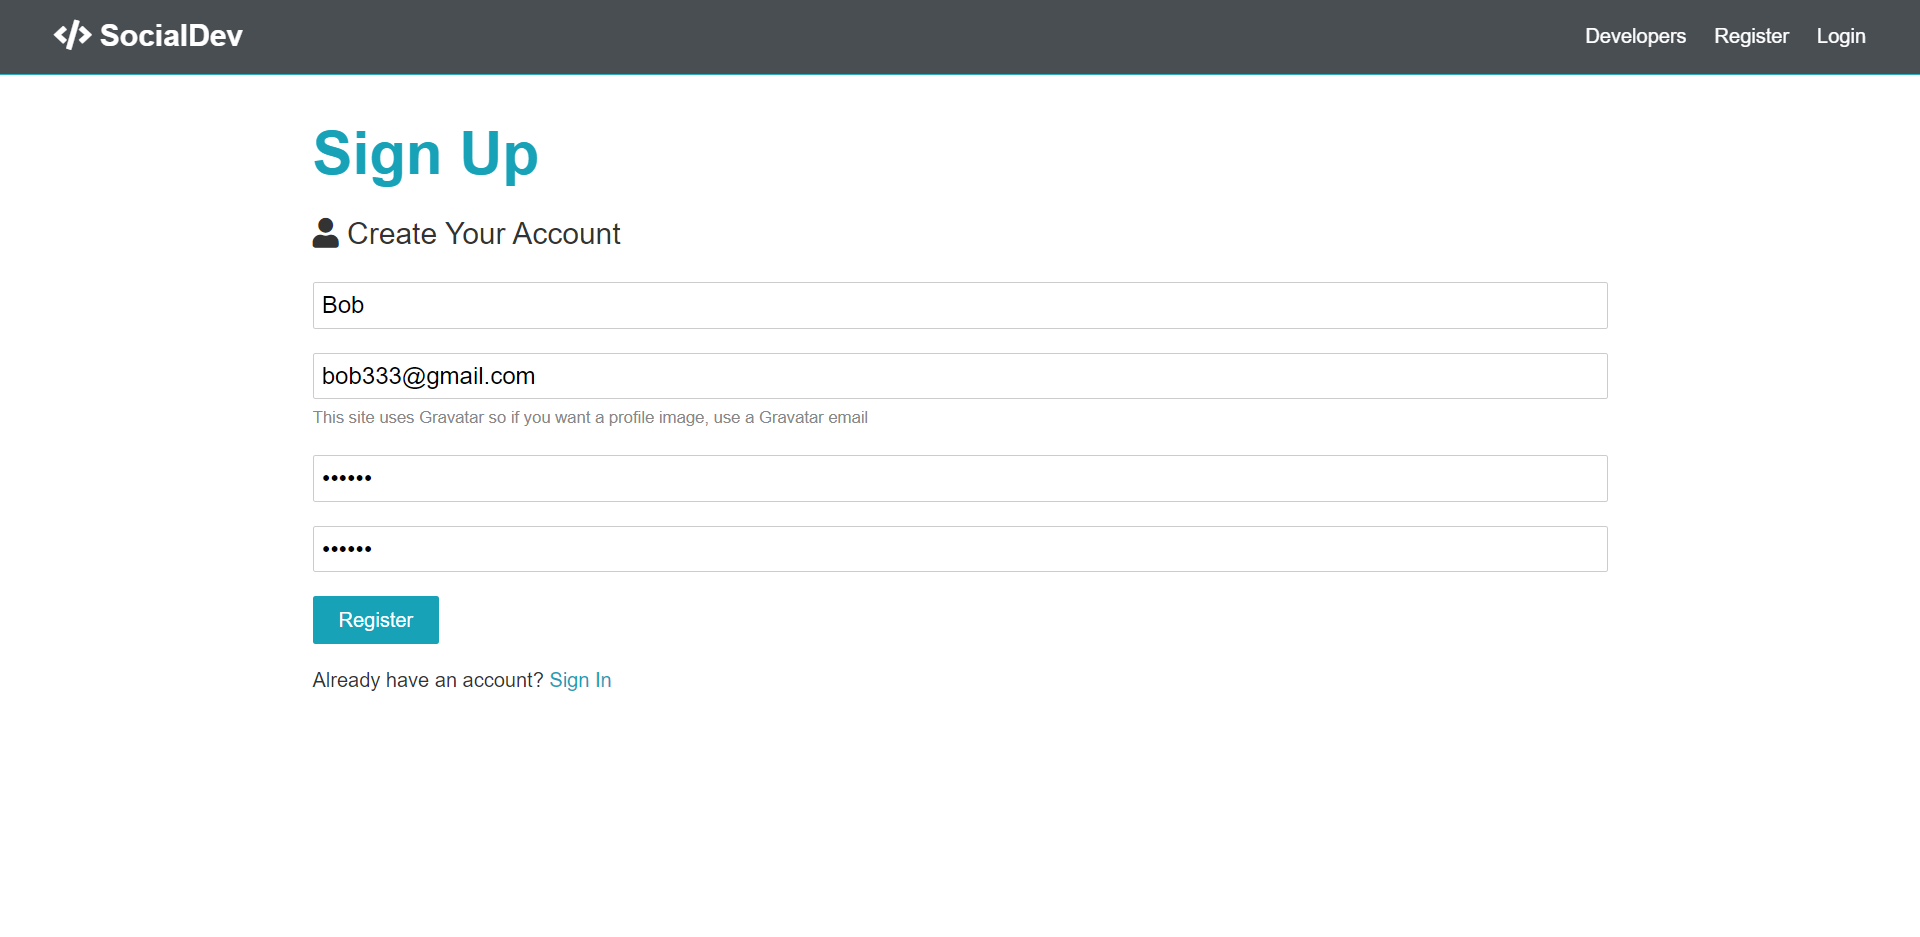 SocialDev
Developers Register Login
Sign Up
Create Your Account
Bob
bob333@gmail.com
This site uses Gravatar so if you want a profile image, use a Gravatar email
••••••
••••••
Register
Already have an account? Sign In